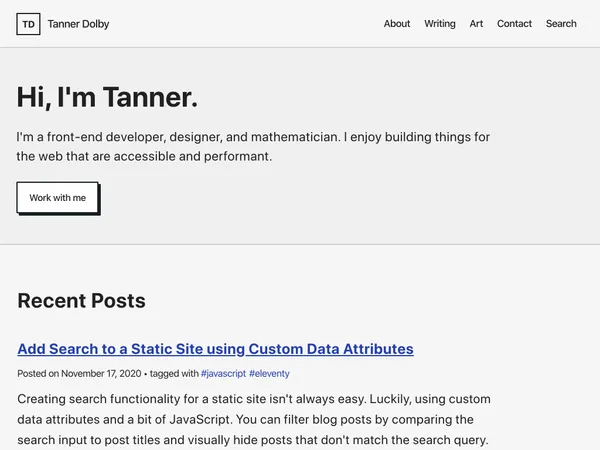 TD Tanner Dolby About Writing Art Contact Search
Hi, I'm Tanner.
I'm a front-end developer, designer, and mathematician. I enjoy building things for
the web that are accessible and performant.
Work with me
Recent Posts
Add Search to a Static Site using Custom Data Attributes
Posted on November 17, 2020 • tagged with #javascript #eleventy
Creating search functionality for a static site isn't always easy. Luckily, using custom
data attributes and a bit of JavaScript. You can filter blog posts by comparing the
search input to post titles and visually hide posts that don't match the search query.